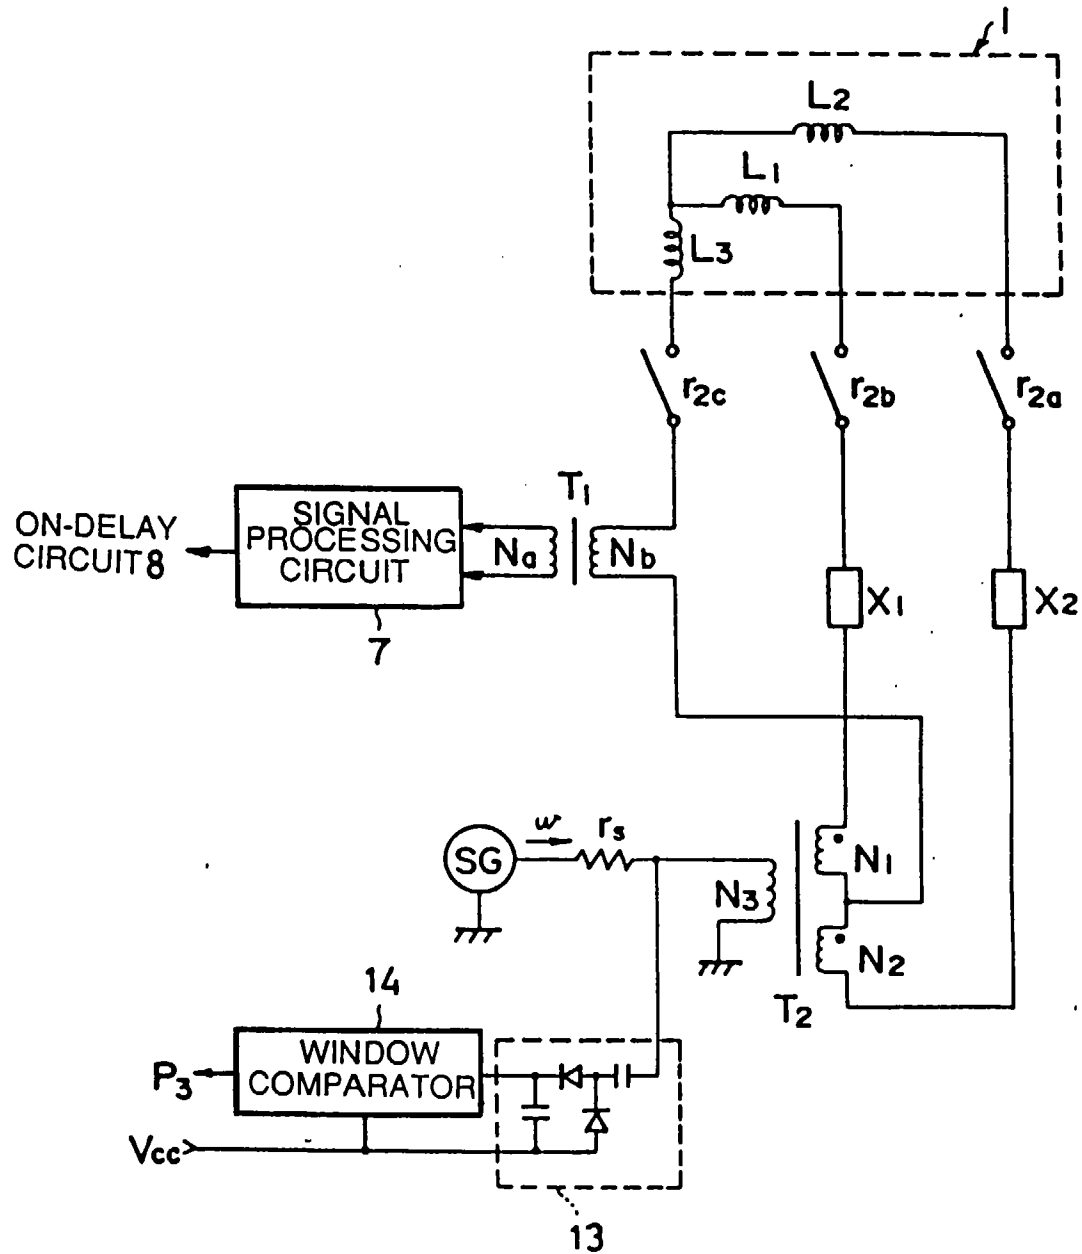 1
L2
L1
L3
r2c
r2b
r2a
T1
ON-DELAY
CIRCUIT 8
SIGNAL
PROCESSING
CIRCUIT
Na
Nb
X1
X2
7
SG
w
rs
N3
N1
N2
T2
14
WINDOW
COMPARATOR
P3
Vcc
13